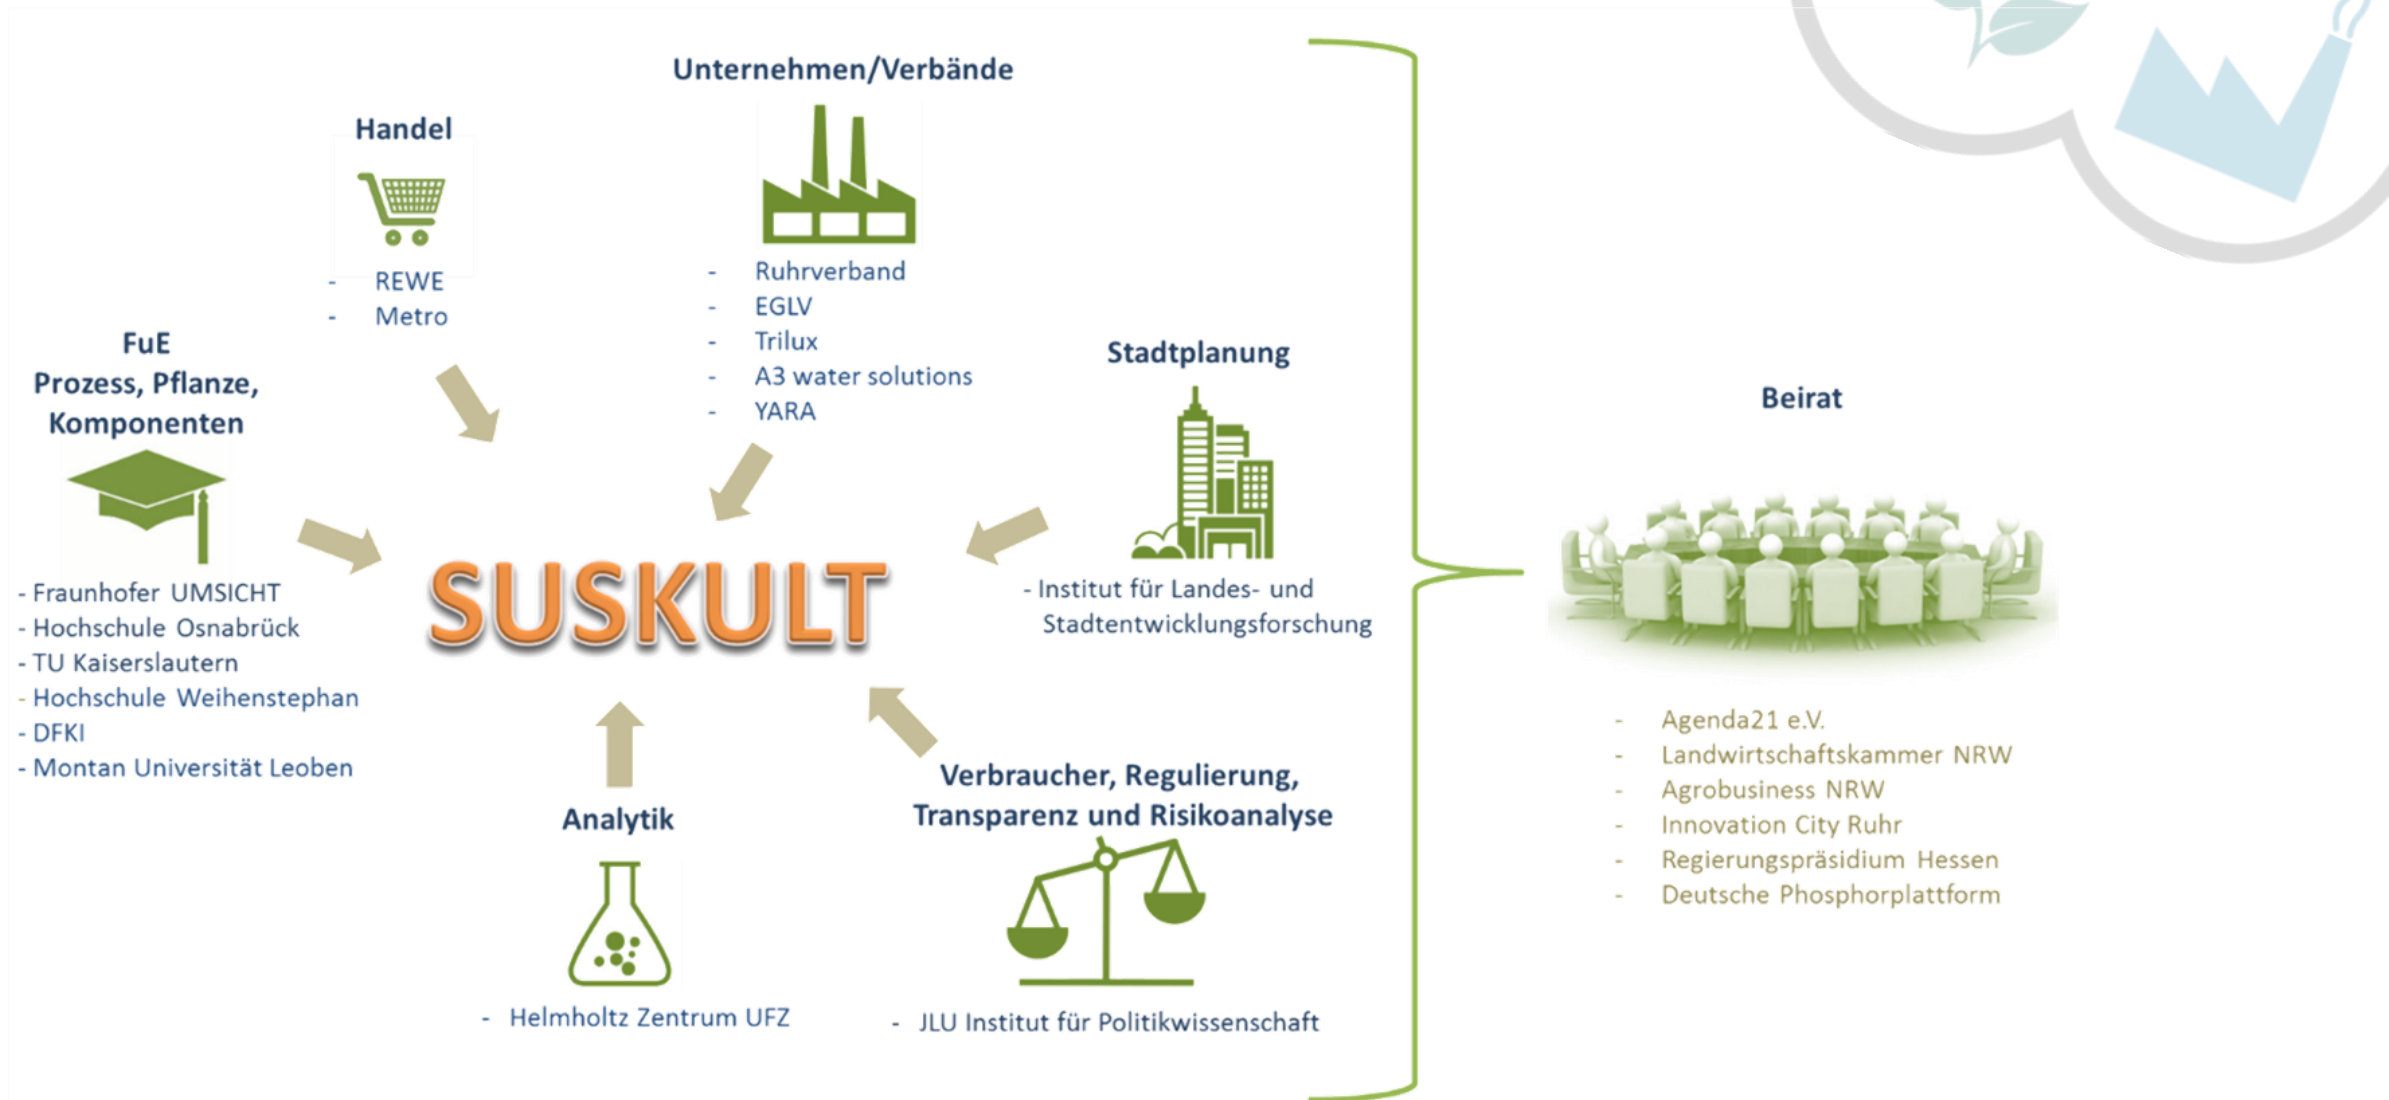 Unternehmen/Verbände
- Ruhrverband
- EGLV
- Trilux
- A3 water solutions
- YARA
Handel
- REWE
- Metro
FuE
Prozess, Pflanze,
Komponenten
- Fraunhofer UMSICHT
- Hochschule Osnabrück
- TU Kaiserslautern
- Hochschule Weihenstephan
- DFKI
- Montan Universität Leoben
SUSKULT
Stadtplanung
- Institut für Landes- und
Stadtentwicklungsforschung
Analytik
- Helmholtz Zentrum UFZ
Verbraucher, Regulierung,
Transparenz und Risikoanalyse
- JLU Institut für Politikwissenschaft
Beirat
- Agenda21 e.V.
- Landwirtschaftskammer NRW
- Agrobusiness NRW
- Innovation City Ruhr
- Regierungspräsidium Hessen
- Deutsche Phosphorplattform